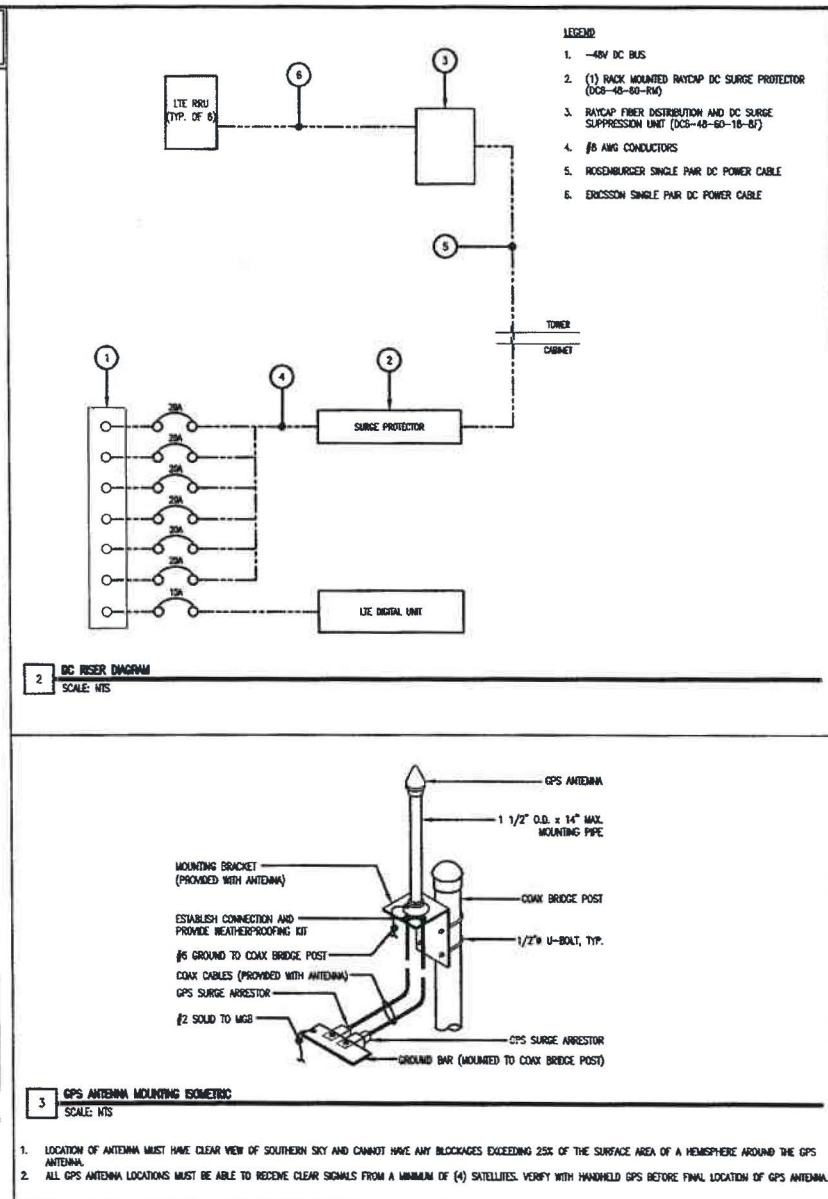 LEGEND
1. -48V DC BUS
2. (1) RACK MOUNTED RAYCAP DC SURGE PROTECTOR
(DC6-48-60-RM)
3. RAYCAP FIBER DISTRIBUTION AND DC SURGE
SUPPRESSION UNIT (DC6-48-60-18-8F)
4. #8 AWG CONDUCTORS
5. ROSENBURGER SINGLE PAIR DC POWER CABLE
6. ERICSSON SINGLE PAIR DC POWER CABLE
6
3
LTE RRU
(TYP. OF 6)
5
TOWER
CABINET
1
2
4
20A
SURGE PROTECTOR
20A
20A
20A
20A
20A
15A
LTE DIGITAL UNIT
2
DC RISER DIAGRAM
SCALE: NTS
GPS ANTENNA
1 1/2" O.D. x 14" MAX.
MOUNTING PIPE
MOUNTING BRACKET
(PROVIDED WITH ANTENNA)
COAX BRIDGE POST
ESTABLISH CONNECTION AND
PROVIDE WEATHERPROOFING KIT
1/2"ø U-BOLT, TYP.
#6 GROUND TO COAX BRIDGE POST
COAX CABLES (PROVIDED WITH ANTENNA)
GPS SURGE ARRESTOR
#2 SOLID TO MGB
GPS SURGE ARRESTOR
GROUND BAR (MOUNTED TO COAX BRIDGE POST)
3
GPS ANTENNA MOUNTING ISOMETRIC
SCALE: NTS
1. LOCATION OF ANTENNA MUST HAVE CLEAR VIEW OF SOUTHERN SKY AND CANNOT HAVE ANY BLOCKAGES EXCEEDING 25% OF THE SURFACE AREA OF A HEMISPHERE AROUND THE GPS
ANTENNA.
2. ALL GPS ANTENNA LOCATIONS MUST BE ABLE TO RECEIVE CLEAR SIGNALS FROM A MINIMUM OF (4) SATELLITES. VERIFY WITH HANDHELD GPS BEFORE FINAL LOCATION OF GPS ANTENNA.